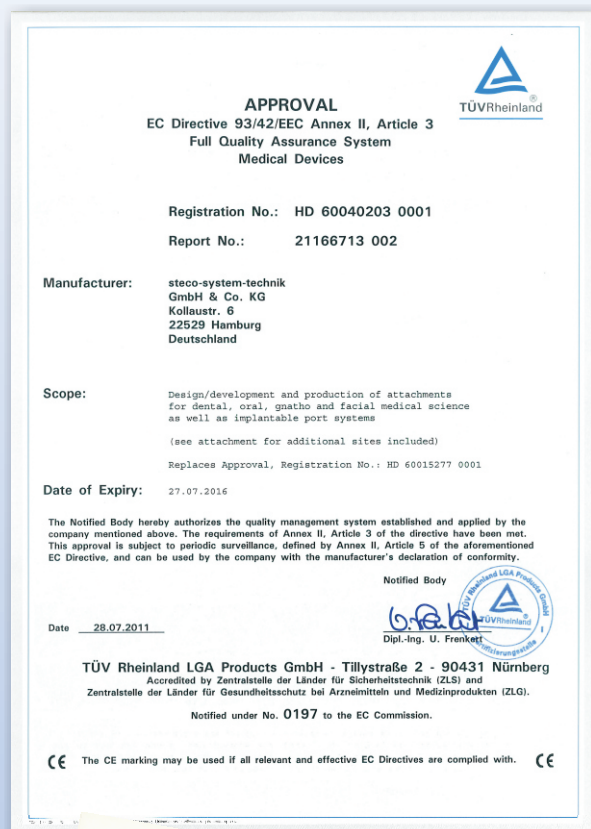 TÜVRheinland®
APPROVAL
EC Directive 93/42/EEC Annex II, Article 3
Full Quality Assurance System
Medical Devices
Registration No.: HD 60040203 0001
Report No.: 21166713 002
Manufacturer: steco-system-technik
GmbH & Co. KG
Kollaustr. 6
22529 Hamburg
Deutschland
Scope: Design/development and production of attachments
for dental, oral, gnatho and facial medical science
as well as implantable port systems
(see attachment for additional sites included)
Replaces Approval, Registration No.: HD 60015277 0001
Date of Expiry: 27.07.2016
The Notified Body hereby authorizes the quality management system established and applied by the
company mentioned above. The requirements of Annex II, Article 3 of the directive have been met.
This approval is subject to periodic surveillance, defined by Annex II, Article 5 of the aforementioned
EC Directive, and can be used by the company with the manufacturer's declaration of conformity.
Notified Body
TÜV Rheinland LGA Products GmbH
TÜVRheinland
Zertifizierungsstelle
Date 28.07.2011
Dipl.-Ing. U. Frenkert
TÜV Rheinland LGA Products GmbH - Tillystraße 2 - 90431 Nürnberg
Accredited by Zentralstelle der Länder für Sicherheitstechnik (ZLS) and
Zentralstelle der Länder für Gesundheitsschutz bei Arzneimitteln und Medizinprodukten (ZLG).
Notified under No. 0197 to the EC Commission.
CE The CE marking may be used if all relevant and effective EC Directives are complied with. CE